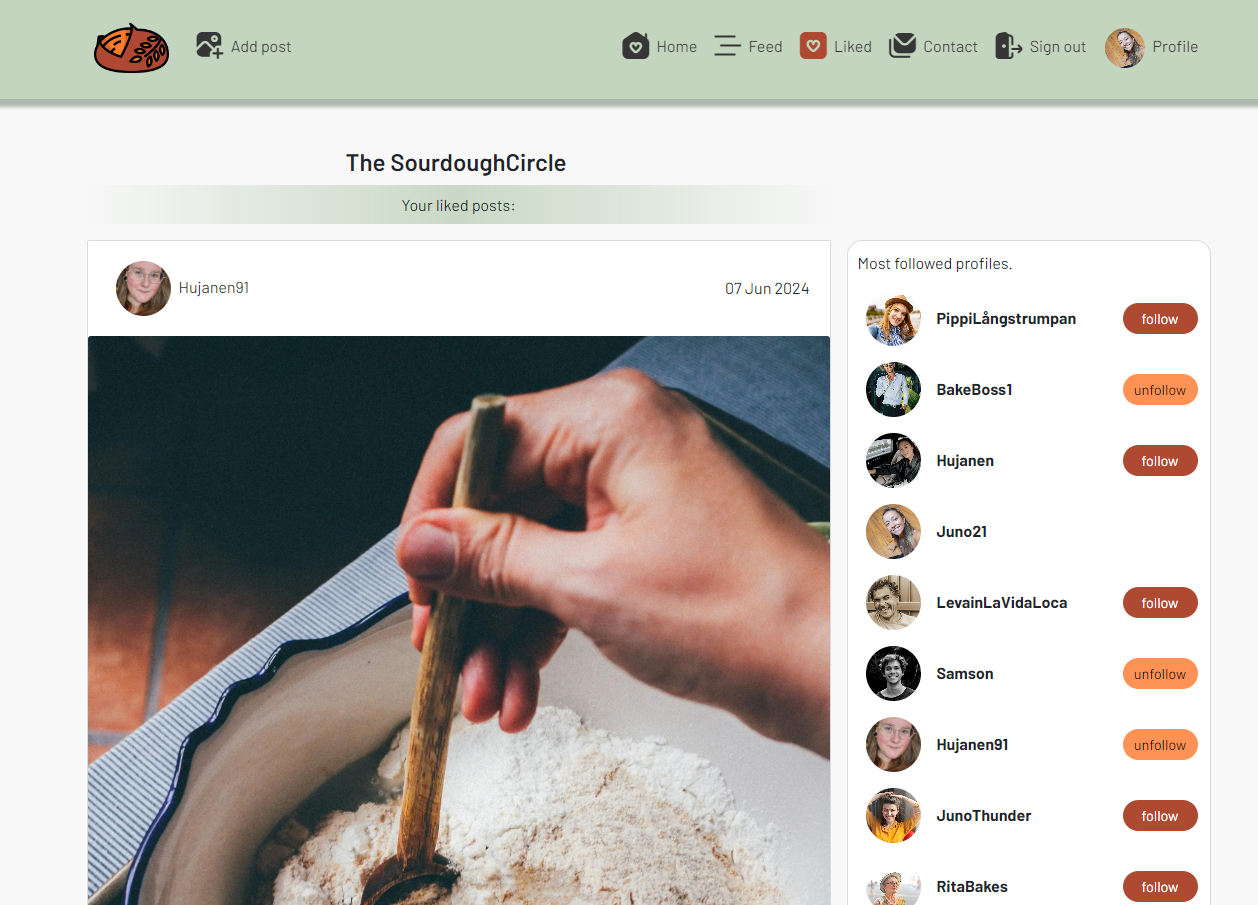 Add post
Home
Feed
Liked
Contact
Sign out
Profile
The SourdoughCircle
Your liked posts:
Hujanen91
07 Jun 2024
Most followed profiles.
PippiLångstrumpan
follow
BakeBoss1
unfollow
Hujanen
follow
Juno21
LevainLaVidaLoca
follow
Samson
unfollow
Hujanen91
unfollow
JunoThunder
follow
RitaBakes
follow